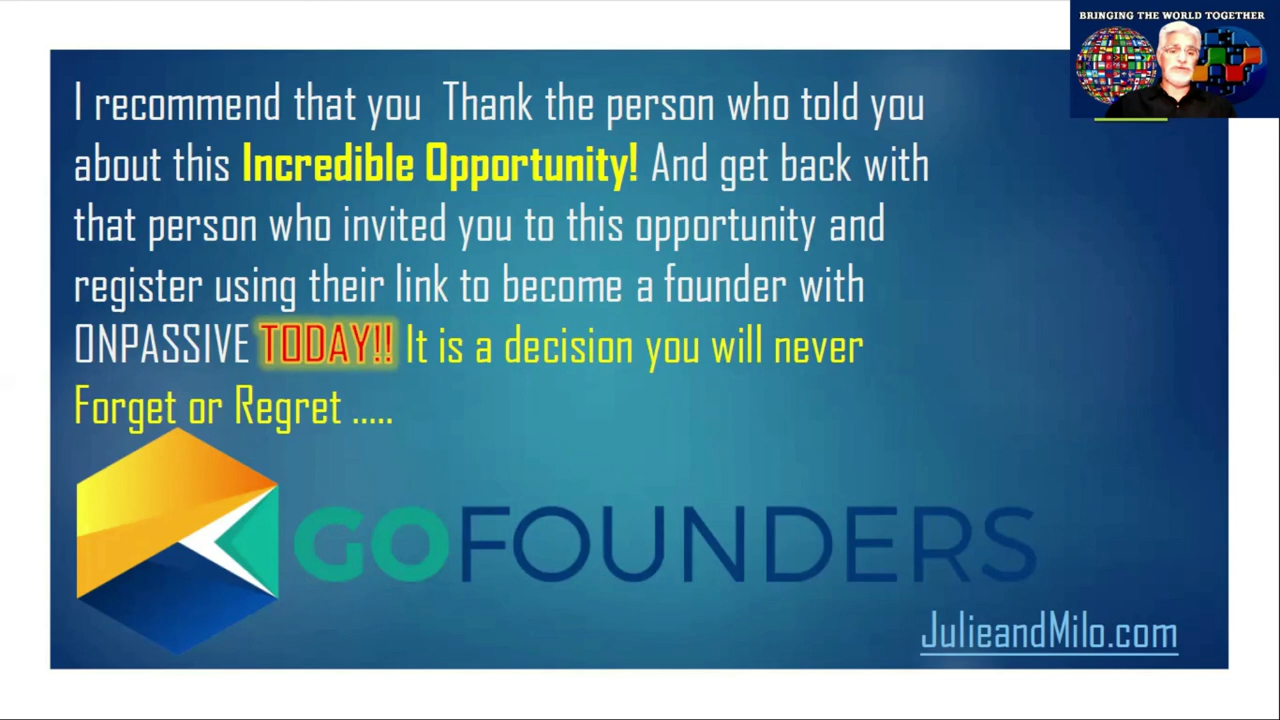 BRINGING THE WORLD TOGETHER
I recommend that you  Thank the person who told you
about this Incredible Opportunity! And get back with
that person who invited you to this opportunity and
register using their link to become a founder with
ONPASSIVE TODAY!! It is a decision you will never
Forget or Regret .....
GOFOUNDERS
JulieandMilo.com